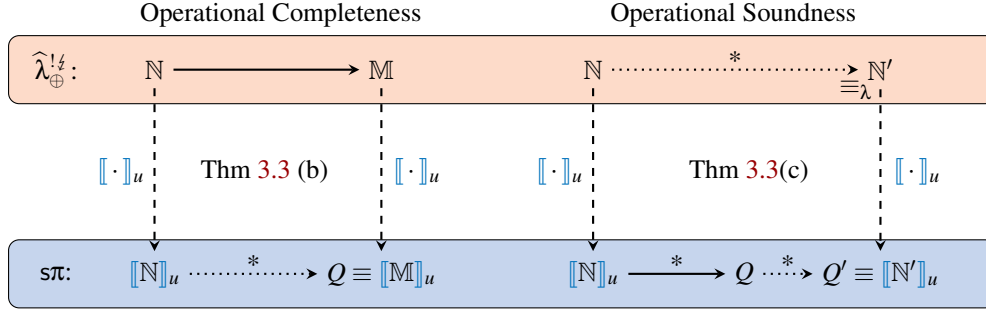 Operational Completeness Operational Soundness
λ̂⊕^{!↯}: ℕ 𝕄 ℕ * ≡λ ℕ′
⟦·⟧u Thm 3.3 (b) ⟦·⟧u ⟦·⟧u Thm 3.3(c) ⟦·⟧u
sπ: ⟦ℕ⟧u * Q ≡ ⟦𝕄⟧u ⟦ℕ⟧u * Q * Q′ ≡ ⟦ℕ′⟧u